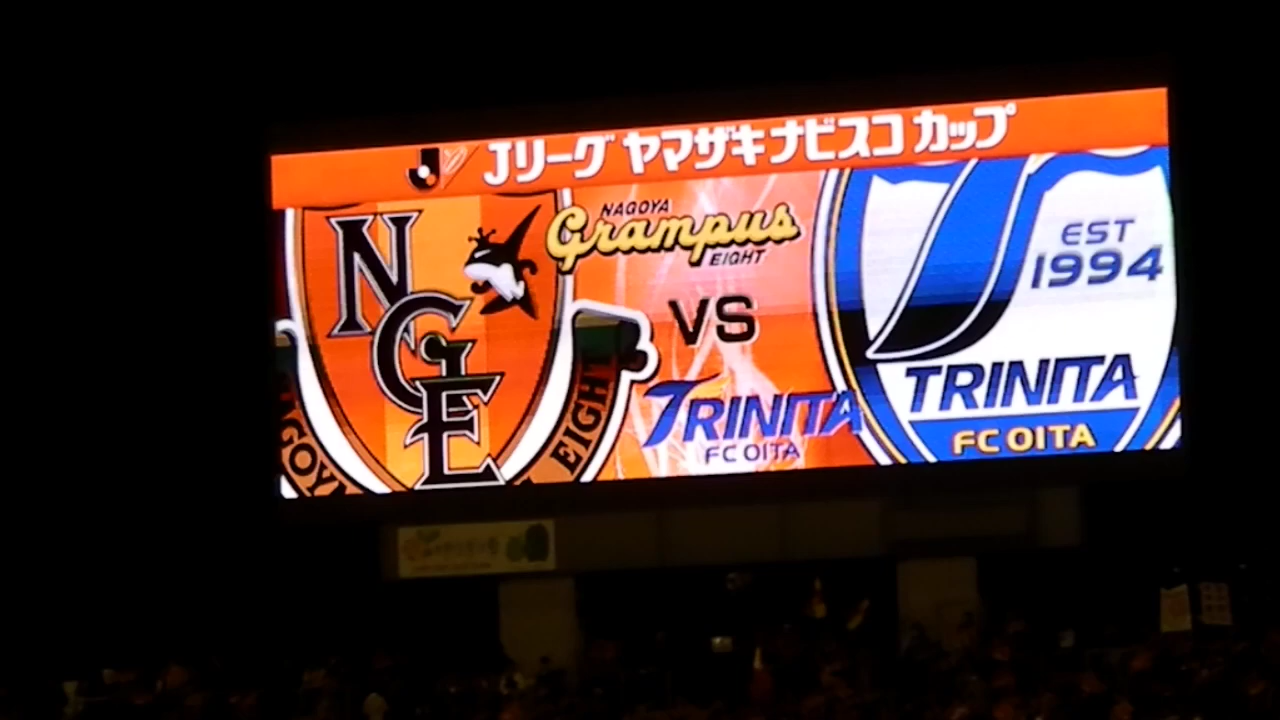 Jリーグ ヤマザキナビスコ カップ
NGE
NAGOYA
Grampus
EIGHT
VS
TRINITA
FC OITA
EIGHT
EST
1994
TRINITA
FC OITA